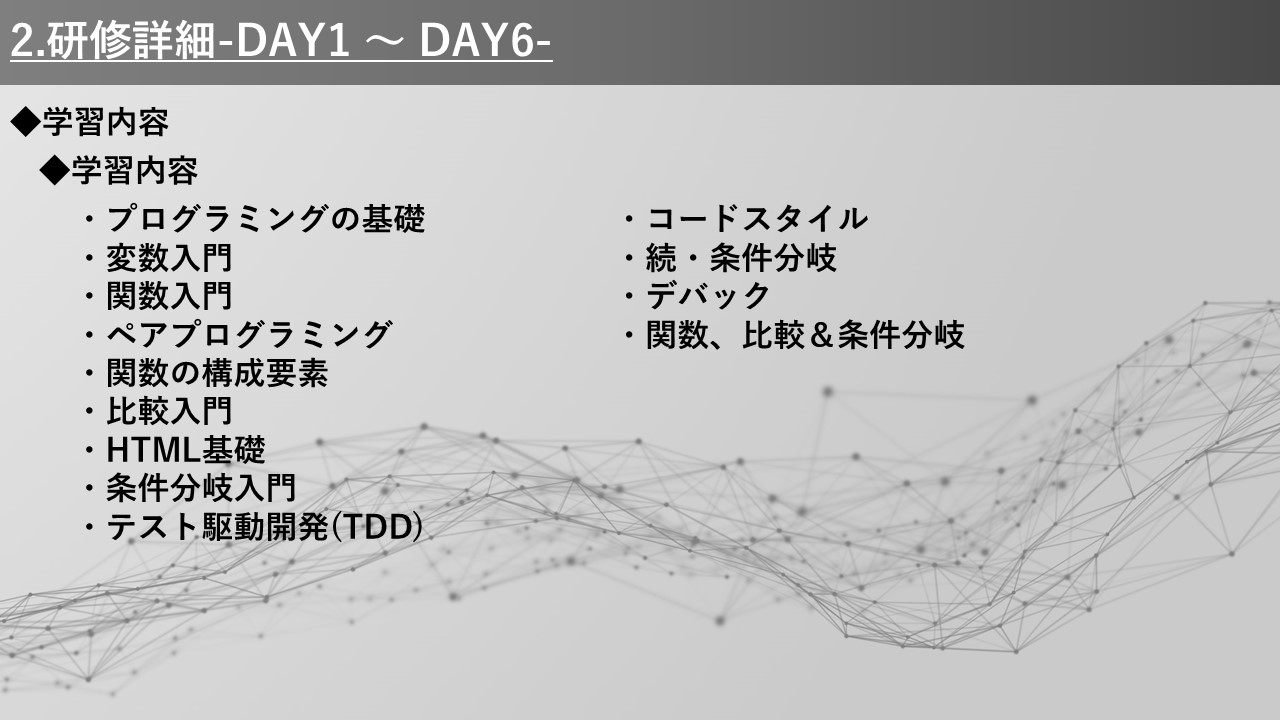 2.研修詳細-DAY1 ～ DAY6-
◆学習内容
◆学習内容
・プログラミングの基礎
・変数入門
・関数入門
・ペアプログラミング
・関数の構成要素
・比較入門
・HTML基礎
・条件分岐入門
・テスト駆動開発(TDD)
・コードスタイル
・続・条件分岐
・デバック
・関数、比較＆条件分岐